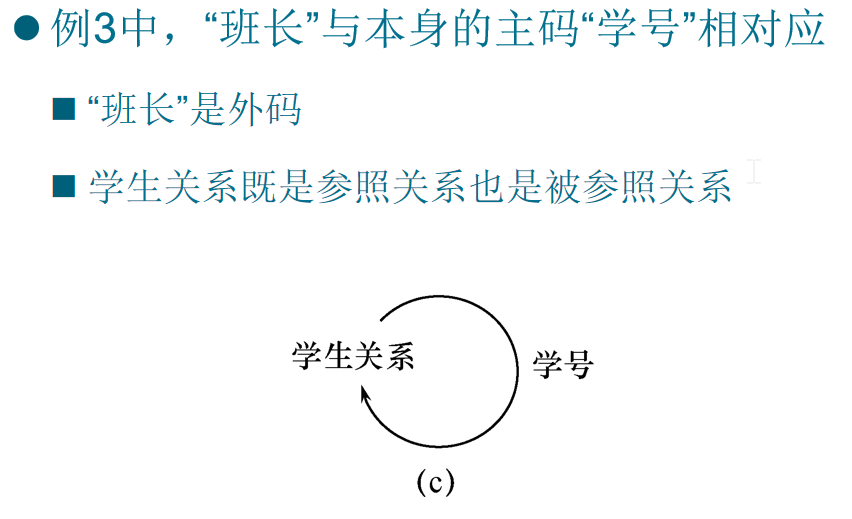 例3中，“班长”与本身的主码“学号”相对应
“班长”是外码
学生关系既是参照关系也是被参照关系
学生关系 学号
(c)